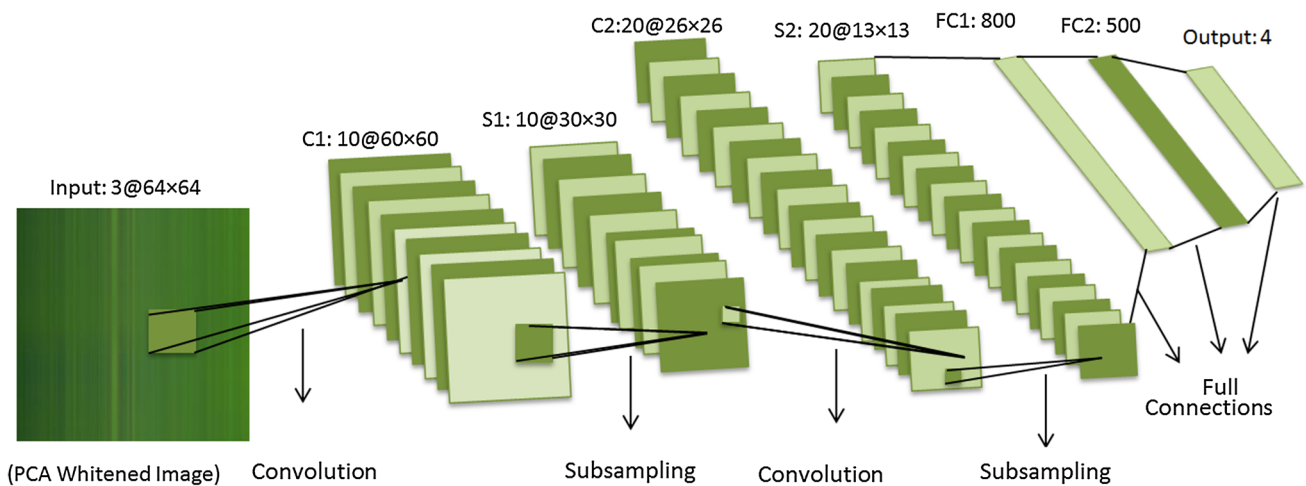 Input: 3@64×64
C1: 10@60×60
S1: 10@30×30
C2:20@26×26
S2: 20@13×13
FC1: 800
FC2: 500
Output: 4
(PCA Whitened Image)
Convolution
Subsampling
Convolution
Subsampling
Full
Connections